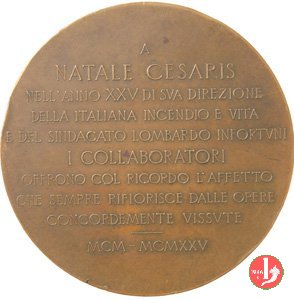 A
NATALE CESARIS
NELL'ANNO XXV DI SVA DIREZIONE
DELLA ITALIANA INCENDIO E VITA
E DEL SINDACATO LOMBARDO INFORTVNI
I COLLABORATORI
OFFRONO COL RICORDO L'AFFETTO
CHE SEMPRE RIFIORISCE DALLE OPERE
CONCORDEMENTE VISSVTE
MCM-MCMXXV